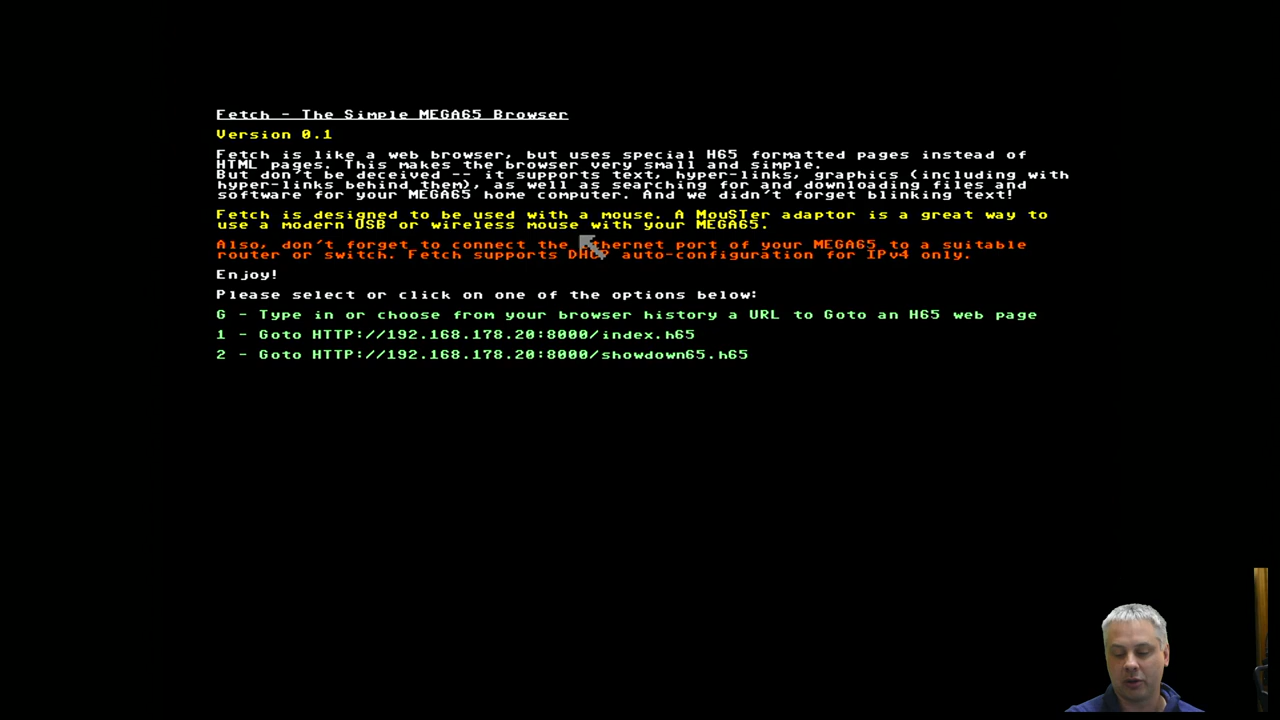 Fetch - The Simple MEGA65 Browser
Version 0.1
Fetch is like a web browser, but uses special H65 formatted pages instead of
HTML pages. This makes the browser very small and simple.
But don't be deceived -- it supports text, hyper-links, graphics (including with
hyper-links behind them), as well as searching for and downloading files and
software for your MEGA65 home computer. And we didn't forget blinking text!
Fetch is designed to be used with a mouse. A MouSTer adaptor is a great way to
use a modern USB or wireless mouse with your MEGA65.
Also, don't forget to connect the ethernet port of your MEGA65 to a suitable
router or switch. Fetch supports DHCP auto-configuration for IPv4 only.
Enjoy!
Please select or click on one of the options below:
G - Type in or choose from your browser history a URL to Goto an H65 web page
1 - Goto HTTP://192.168.178.20:8000/index.h65
2 - Goto HTTP://192.168.178.20:8000/showdown65.h65